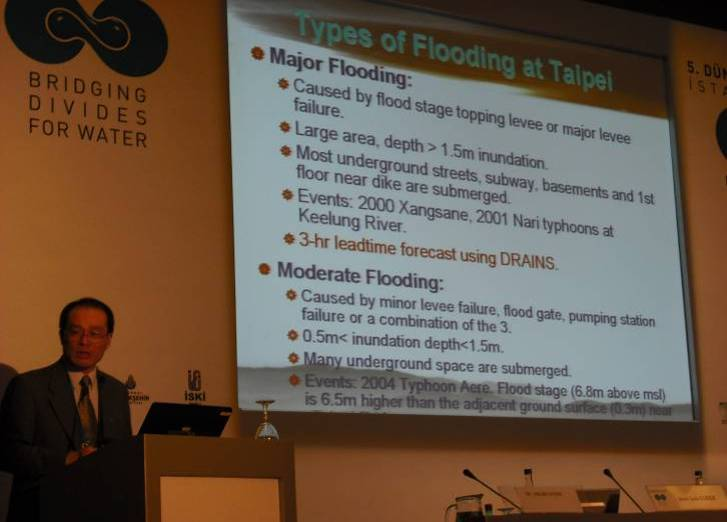 BRIDGING
DIVIDES
FOR WATER
Types of Flooding at Taipei
Major Flooding:
Caused by flood stage topping levee or major levee
failure.
Large area, depth > 1.5m inundation.
Most underground streets, subway, basements and 1st
floor near dike are submerged.
Events: 2000 Xangsane, 2001 Nari typhoons at
Keelung River.
3-hr leadtime forecast using DRAINS.
Moderate Flooding:
Caused by minor levee failure, flood gate, pumping station
failure or a combination of the 3.
0.5m< inundation depth<1.5m.
Many underground space are submerged.
Events: 2004 Typhoon Aere. Flood stage (6.8m above msl)
is 6.5m higher than the adjacent ground surface (0.3m) near
5. DÜN
İSTA
İSKİ